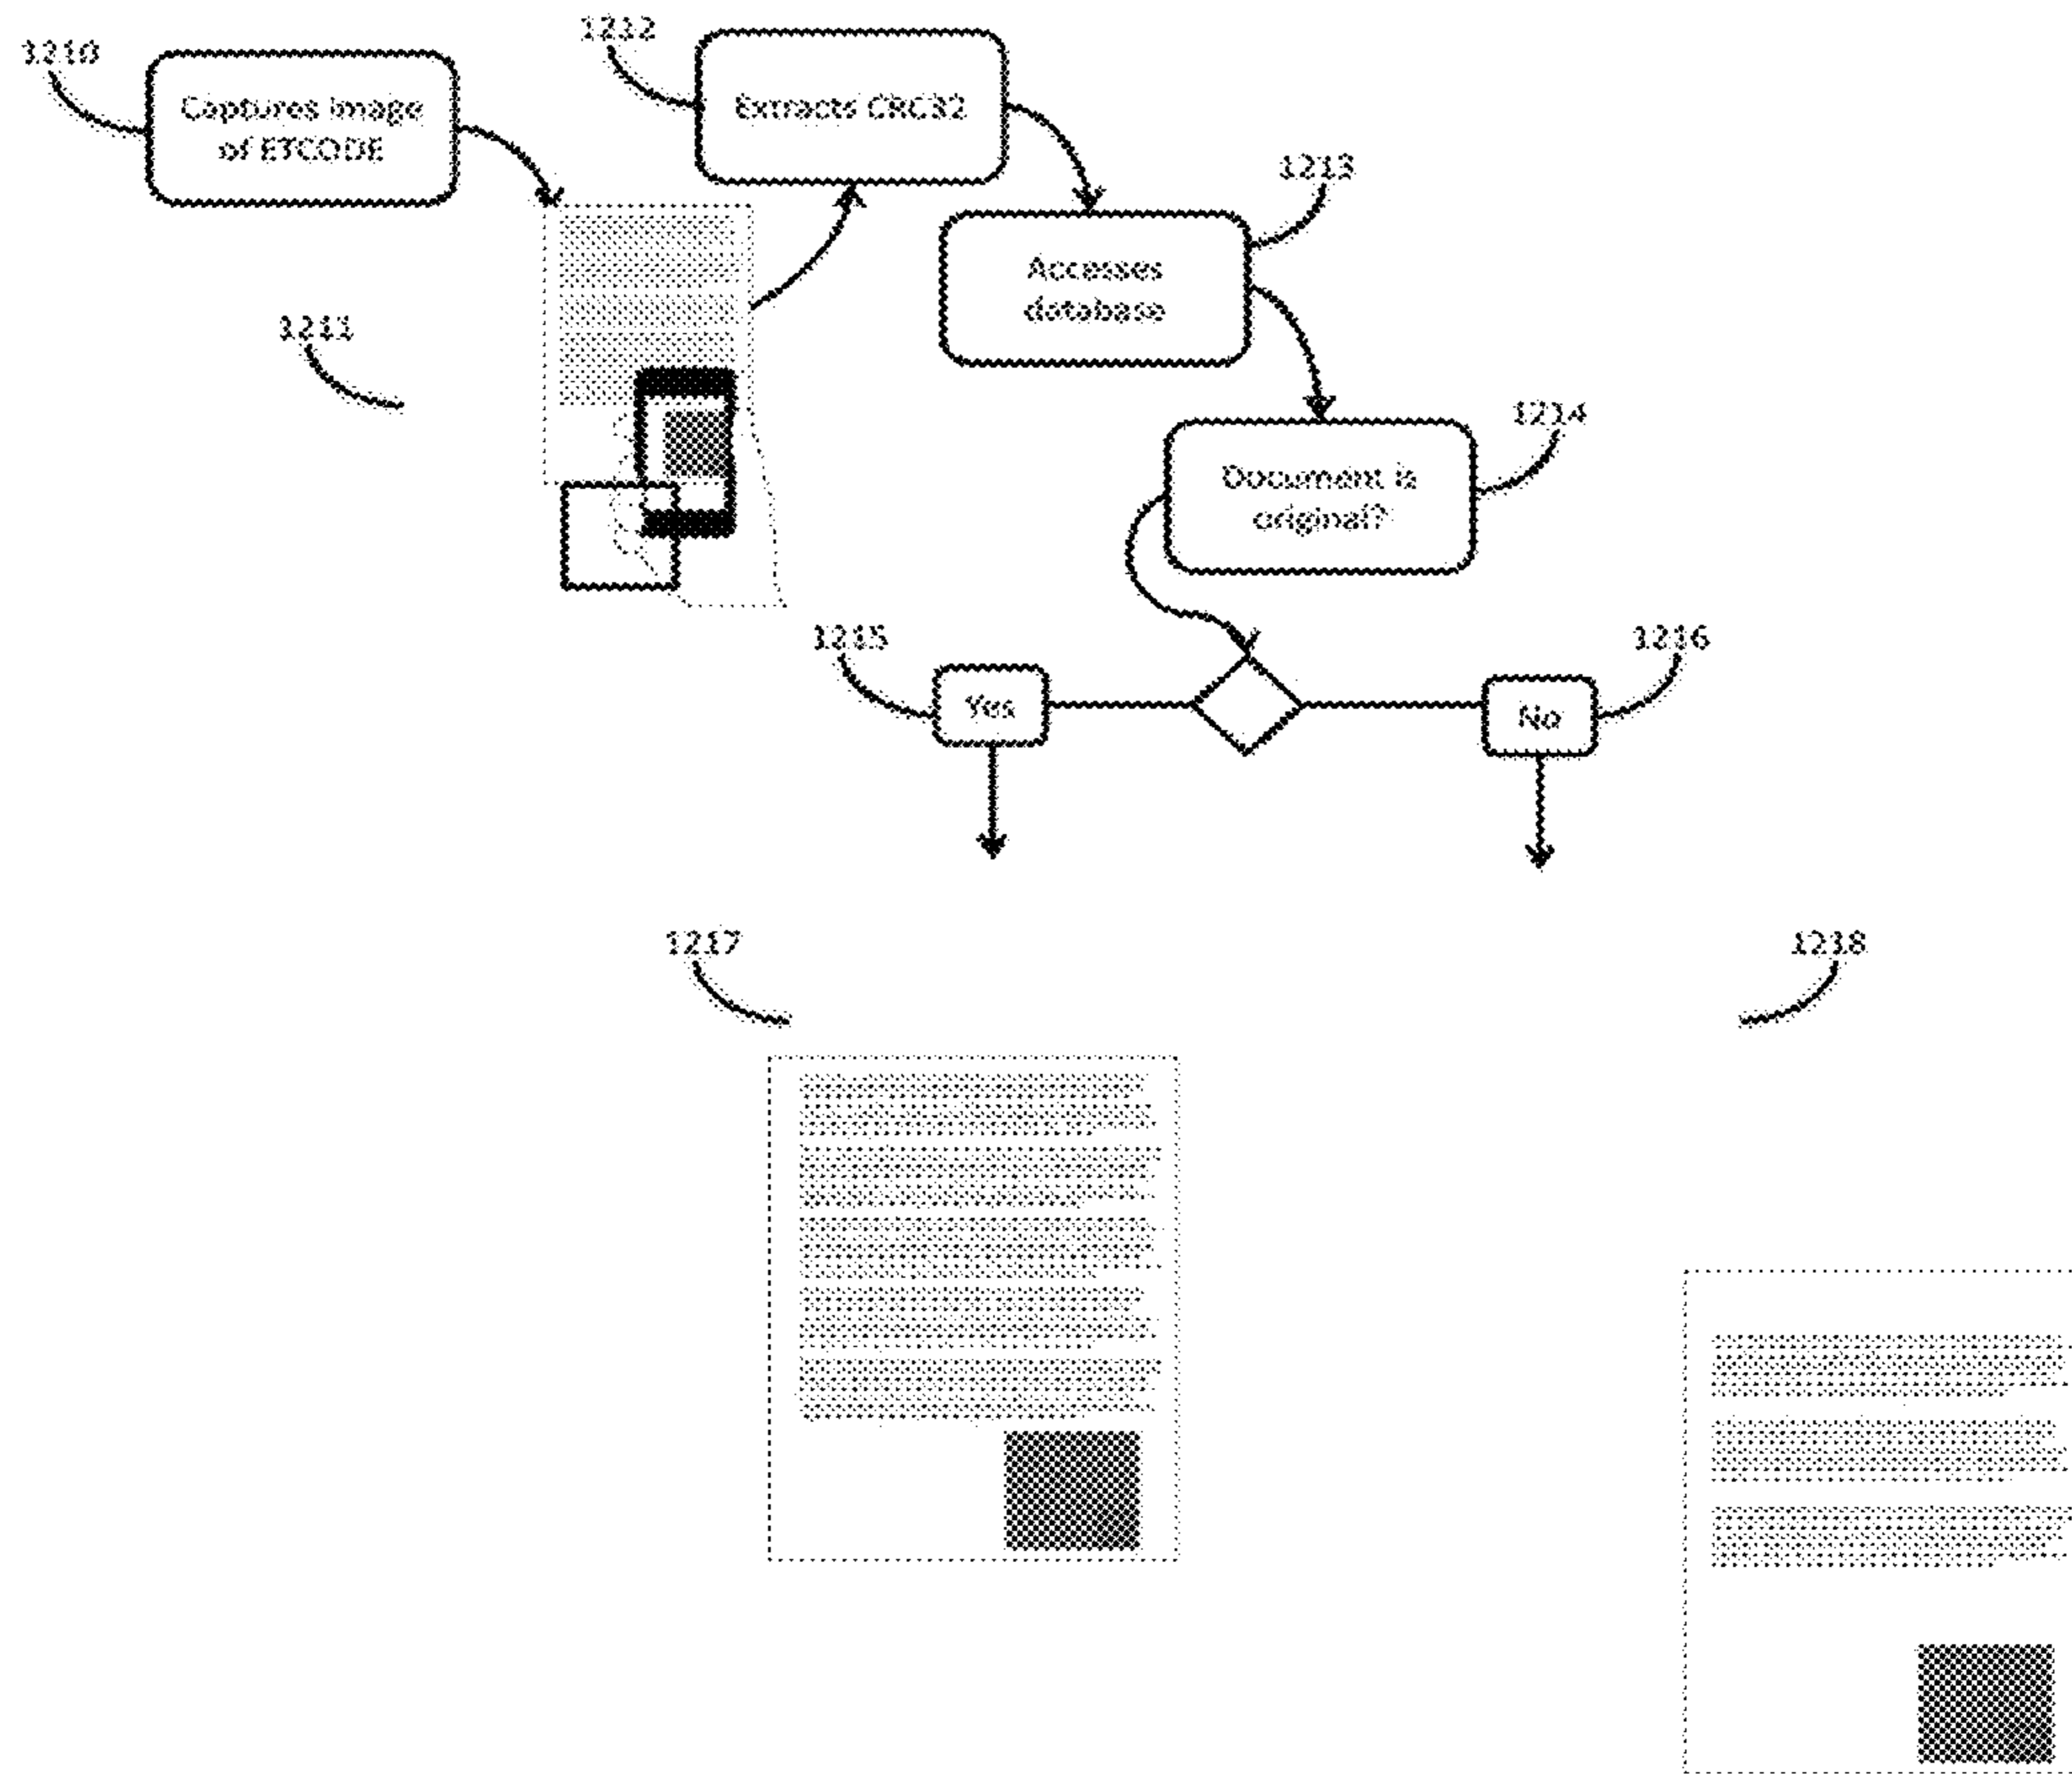 1210
Captures image
of ETCODE
1212
Extracts CRC32
1213
Accesses
database
1211
1214
Document is
original?
1215
Yes
1216
No
1217
1218